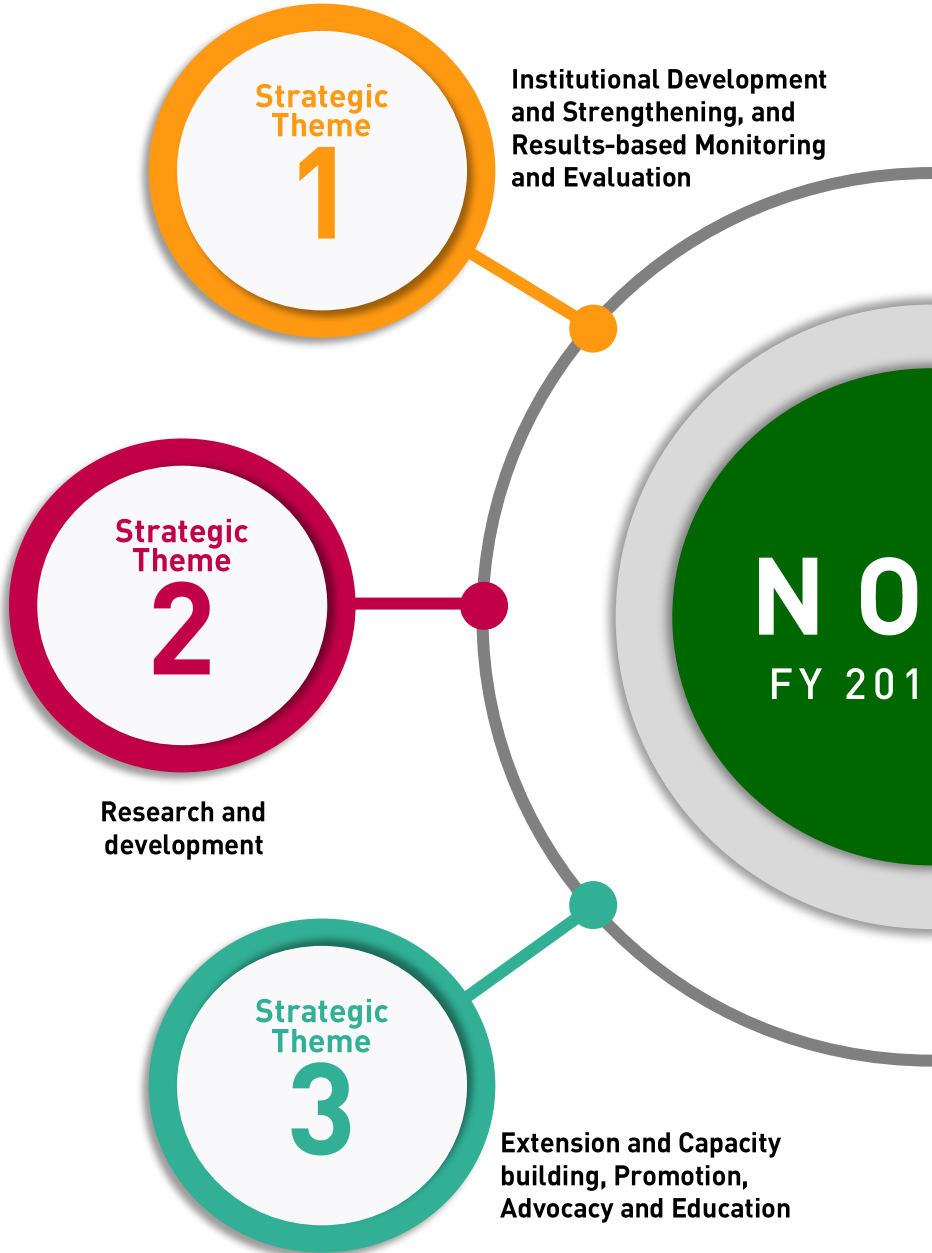 Strategic
Theme
1
Institutional Development
and Strengthening, and
Results-based Monitoring
and Evaluation
Strategic
Theme
2
Research and
development
N O
FY 201
Strategic
Theme
3
Extension and Capacity
building, Promotion,
Advocacy and Education